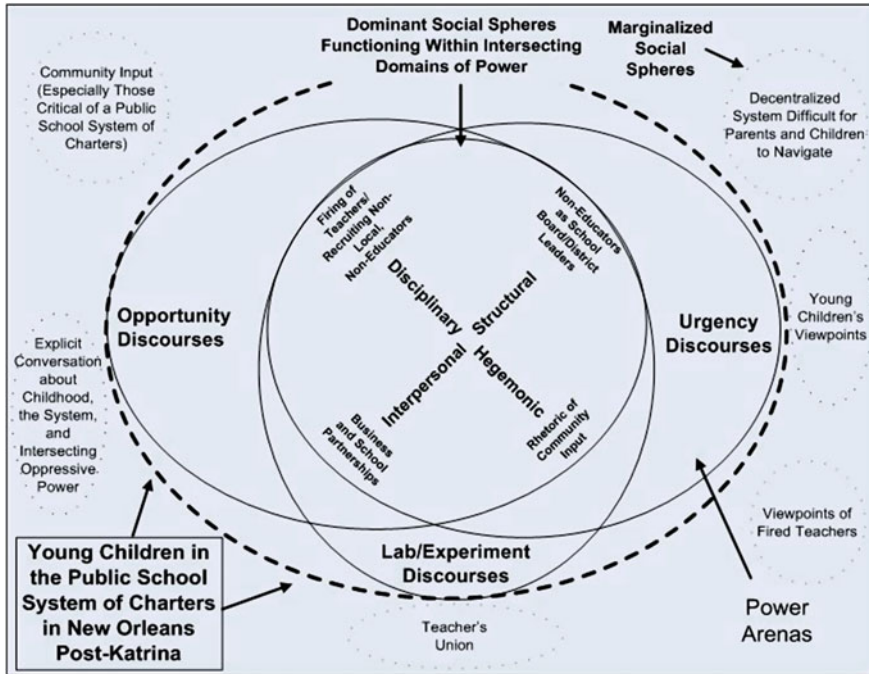 Dominant Social Spheres
Functioning Within Intersecting
Domains of Power
Marginalized
Social
Spheres
Community Input
(Especially Those
Critical of a Public
School System of
Charters)
Decentralized
System Difficult for
Parents and Children
to Navigate
Firing of
Teachers/
Recruiting Non-
Local,
Non-Educators
Non-Educators
as School
Board/District
Leaders
Disciplinary
Structural
Opportunity
Discourses
Urgency
Discourses
Young
Children's
Viewpoints
Interpersonal
Hegemonic
Explicit
Conversation
about
Childhood,
the System,
and
Intersecting
Oppressive
Power
Business
and School
Partnerships
Rhetoric of
Community
Input
Viewpoints of
Fired Teachers
Lab/Experiment
Discourses
Young Children in
the Public School
System of Charters
in New Orleans
Post-Katrina
Power
Arenas
Teacher's
Union